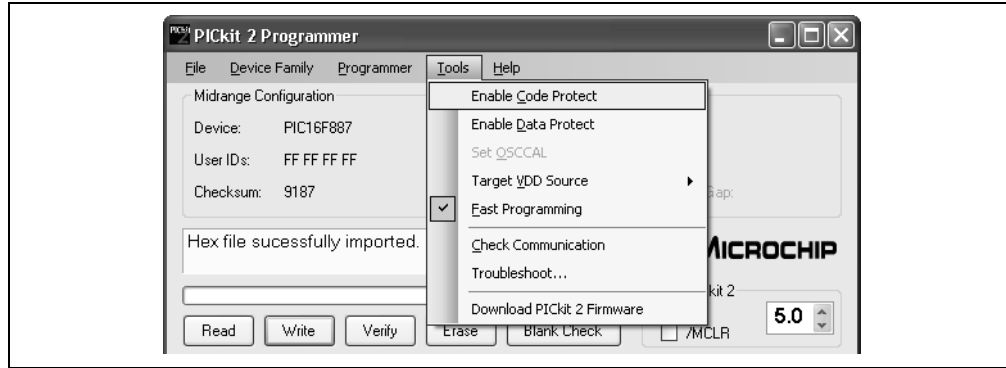 PICkit 2 Programmer
File Device Family Programmer Tools Help
Midrange Configuration
Device: PIC16F887
User IDs: FF FF FF FF
Checksum: 9187
Enable Code Protect
Enable Data Protect
Set OSCCAL
Target VDD Source
Fast Programming
Check Communication
Troubleshoot...
Download PICkit 2 Firmware
Hex file sucessfully imported.
MICROCHIP
kit 2
Read Write Verify Erase Blank Check
/MCLR
5.0